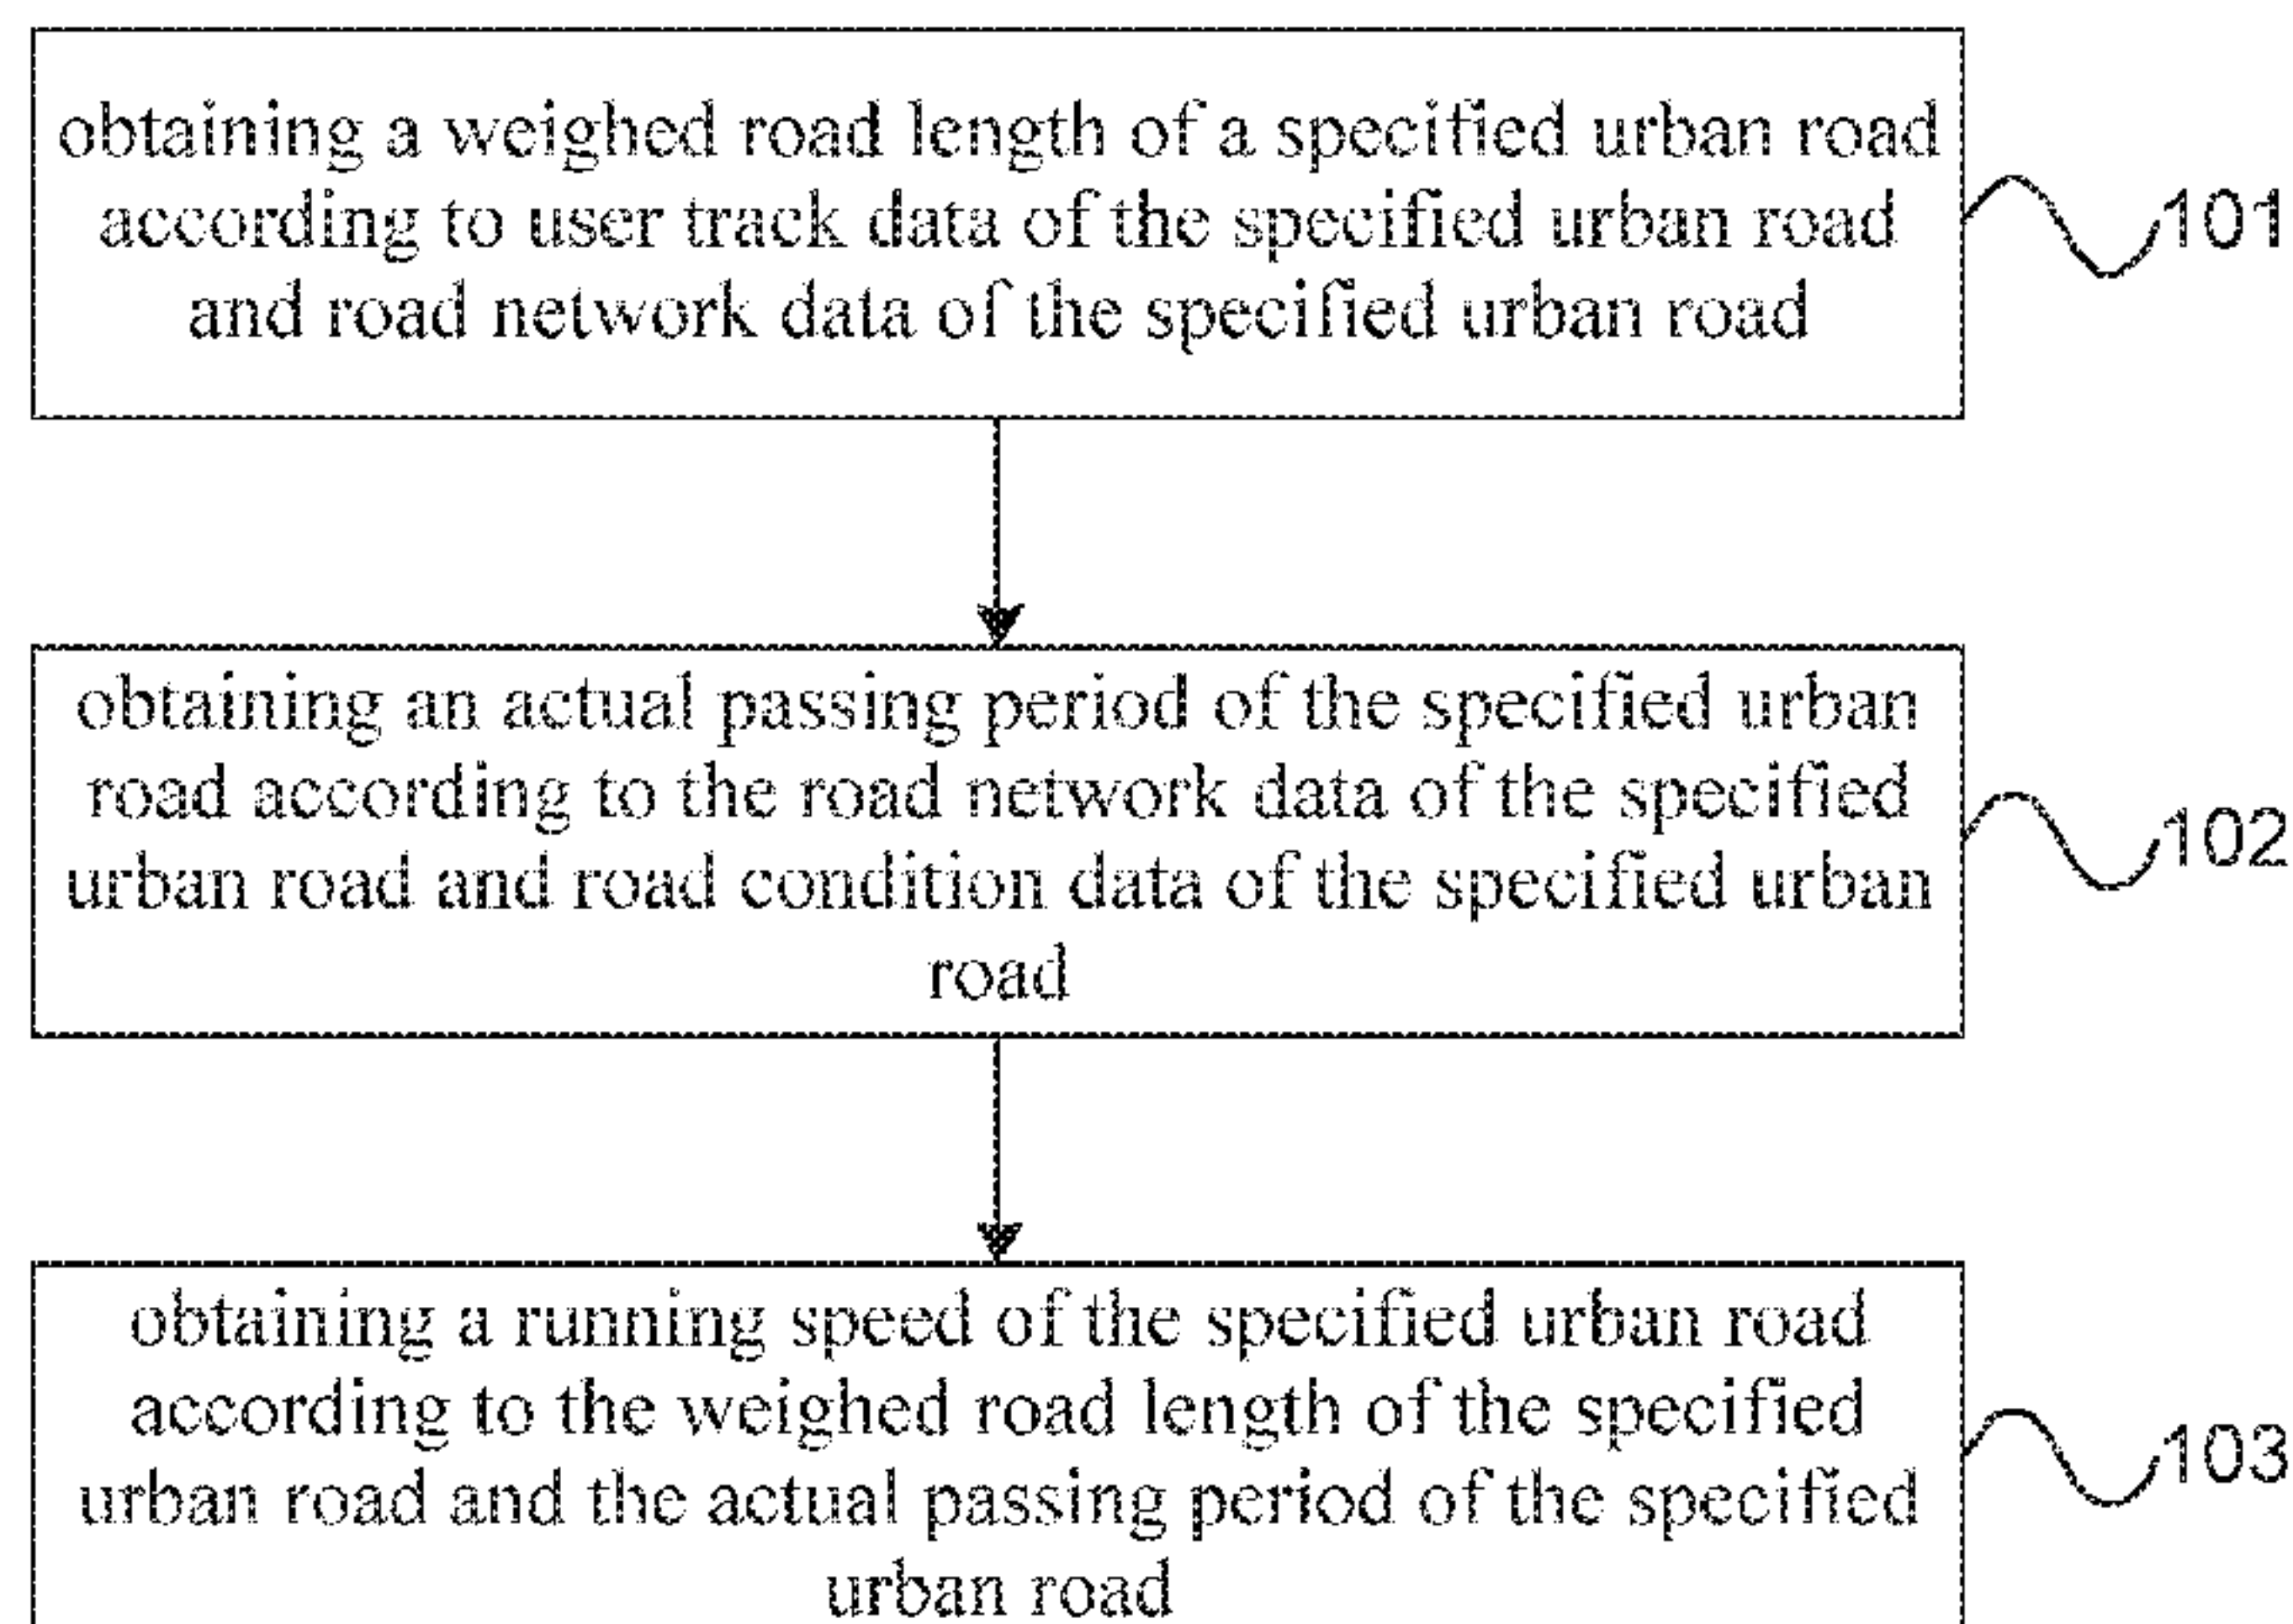 obtaining a weighed road length of a specified urban road
according to user track data of the specified urban road
and road network data of the specified urban road
101
obtaining an actual passing period of the specified urban
road according to the road network data of the specified
urban road and road condition data of the specified urban
road
102
obtaining a running speed of the specified urban road
according to the weighed road length of the specified
urban road and the actual passing period of the specified
urban road
103